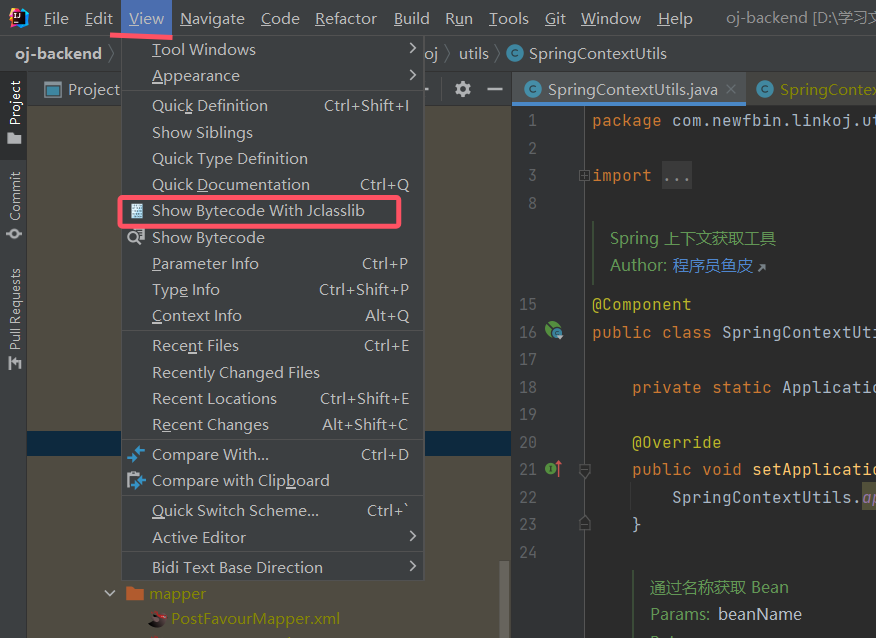 File Edit View Navigate Code Refactor Build Run Tools Git Window Help oj-backend [D:\学习文
oj-backend oj utils SpringContextUtils
Project
Commit
Pull Requests
Project
Tool Windows
Appearance
Quick Definition Ctrl+Shift+I
Show Siblings
Quick Type Definition
Quick Documentation Ctrl+Q
Show Bytecode With Jclasslib
Show Bytecode
Parameter Info Ctrl+P
Type Info Ctrl+Shift+P
Context Info Alt+Q
Recent Files Ctrl+E
Recently Changed Files
Recent Locations Ctrl+Shift+E
Recent Changes Alt+Shift+C
Compare With... Ctrl+D
Compare with Clipboard
Quick Switch Scheme... Ctrl+`
Active Editor
Bidi Text Base Direction
mapper
PostFavourMapper.xml
SpringContextUtils.java SpringContex
1 package com.newfbin.linkoj.ut
2
3 import ...
8
Spring 上下文获取工具
Author: 程序员鱼皮
15 @Component
16 public class SpringContextUti
17
18 private static Applicatio
19
20 @Override
21 public void setApplicatio
22 SpringContextUtils.ap
23 }
24
通过名称获取 Bean
Params: beanName